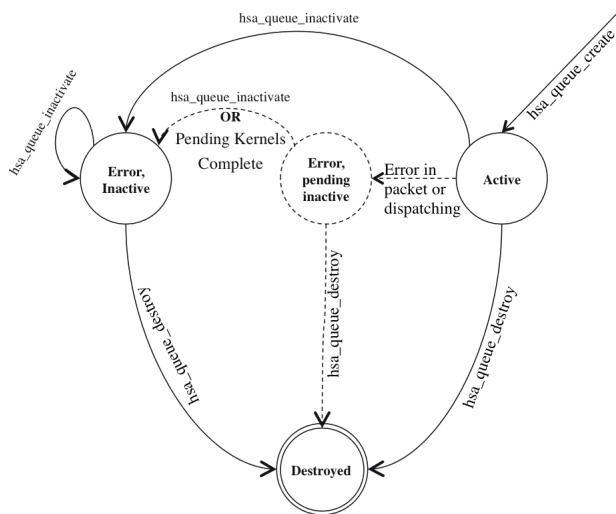 hsa_queue_inactivate
hsa_queue_create
hsa_queue_inactivate
hsa_queue_inactivate
OR
Pending Kernels
Complete
Error,
Inactive
Error,
pending
inactive
Error in
packet or
dispatching
Active
hsa_queue_destroy
hsa_queue_destroy
hsa_queue_destroy
Destroyed